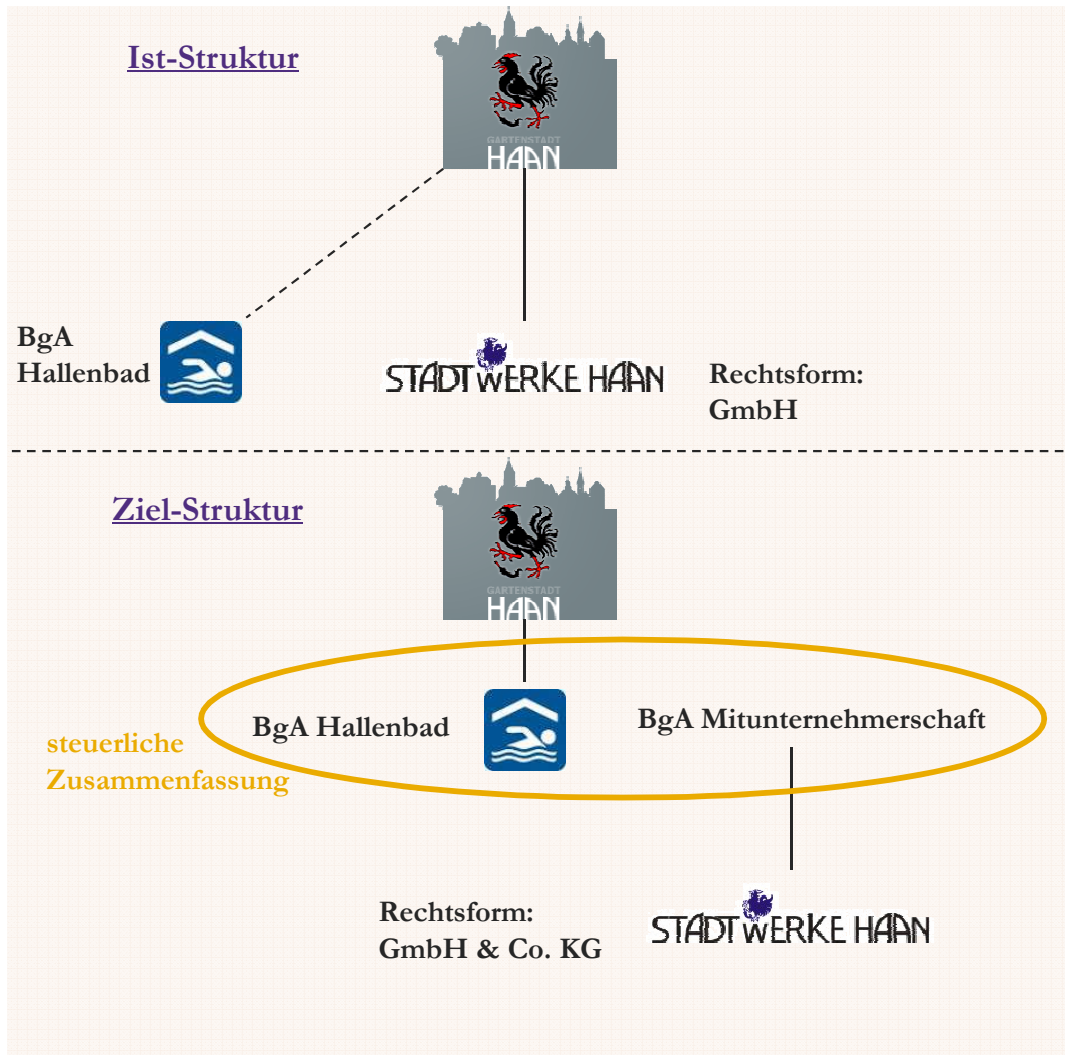 Ist-Struktur
GARTENSTADT
HAAN
BgA
Hallenbad
STADTWERKE HAAN
Rechtsform:
GmbH
Ziel-Struktur
GARTENSTADT
HAAN
BgA Hallenbad
BgA Mitunternehmerschaft
steuerliche
Zusammenfassung
Rechtsform:
GmbH & Co. KG
STADTWERKE HAAN